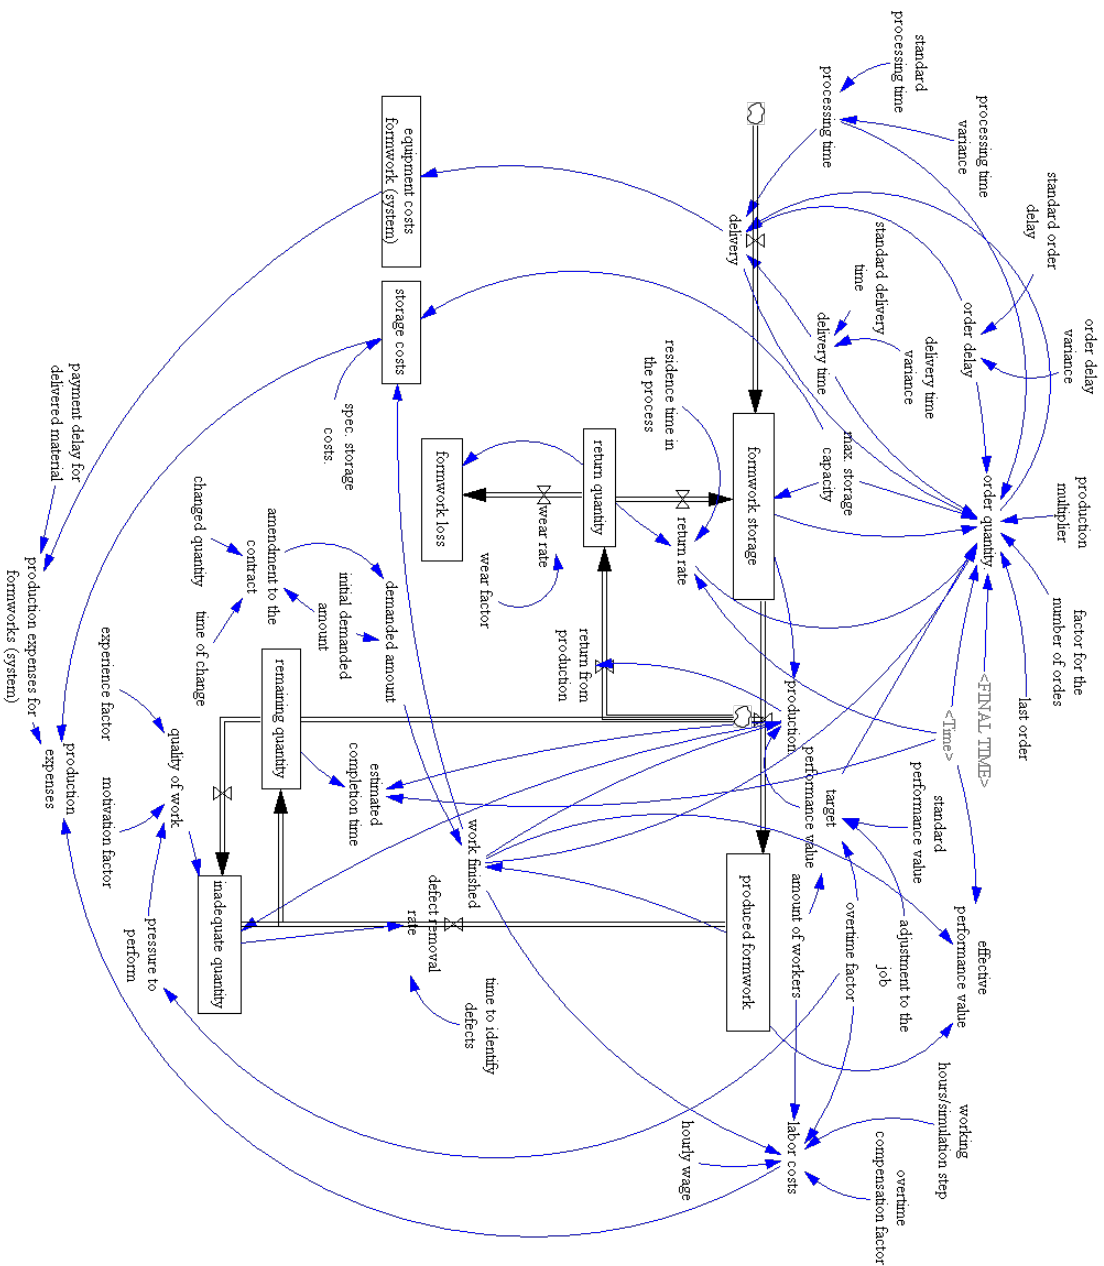 order delay
variance
production
multiplier
factor for the
number of ordes
standard order
delay
last order
processing time
variance
order delay
order quantity
<FINAL TIME>
<Time>
effective
performance value
working
hours/simulation step
standard
processing time
delivery time
variance
standard
performance value
adjustment to the
job
overtime
compensation factor
standard delivery
time
max. storage
capacity
overtime factor
processing time
delivery time
target
performance value
amount of workers
production
labor costs
delivery
formwork storage
produced formwork
residence time in
the process
return rate
hourly wage
return quantity
return from
production
wear rate
wear factor
time to identify
defects
formwork loss
work finished
defect removal
rate
equipment costs
formwork (system)
storage costs
demanded amount
spec. storage
costs.
initial demanded
amount
estimated
completion time
amendment to the
contract
remaining quantity
changed quantity
time of change
inadequate quantity
quality of work
pressure to
perform
experience factor
motivation factor
payment delay for
delivered material
production
expenses
production expenses for
formworks (system)